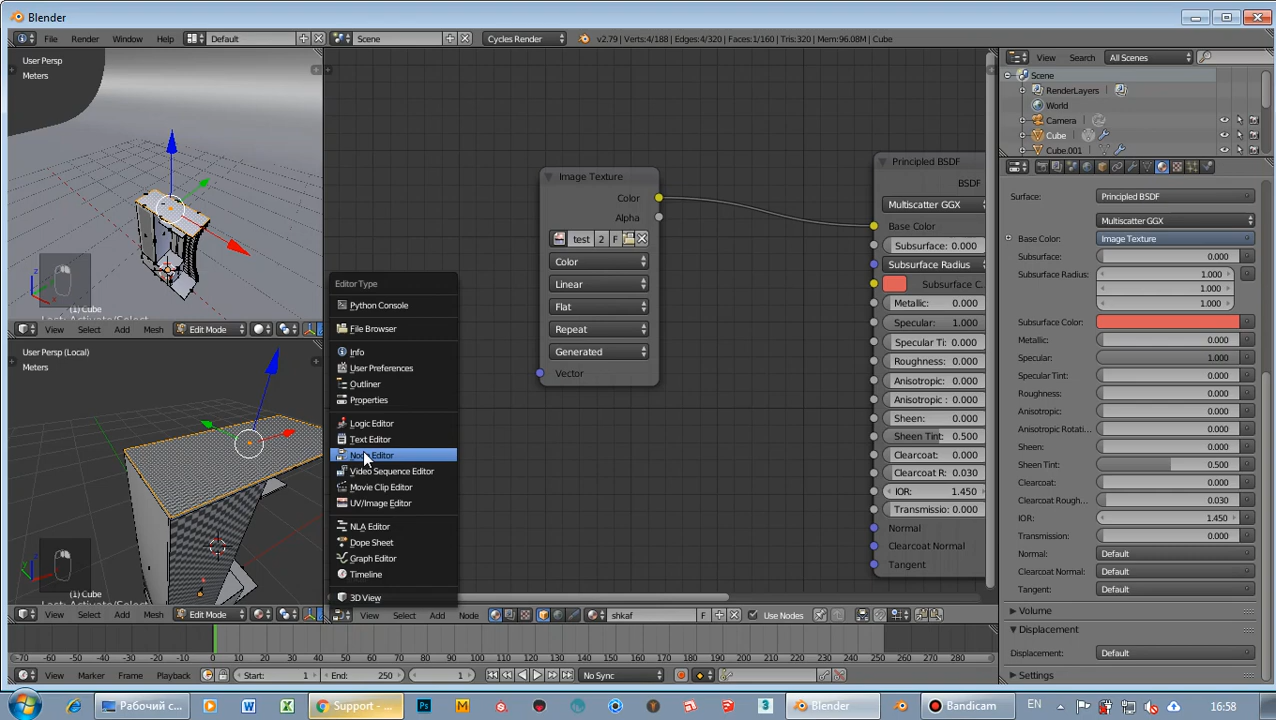 Blender
File Render Window Help Default Scene Cycles Render v2.79 | Verts:4/188 | Edges:4/320 | Faces:1/160 | Tris:320 | Mem:96.08M | Cube
View Search All Scenes
User Persp
Meters
Scene
RenderLayers
World
Camera
Cube
Cube.001
(1) Cube
View Select Add Mesh Edit Mode
User Persp (Local)
Meters
(1) Cube
View Select Add Mesh Edit Mode
Image Texture
Color
Alpha
test 2 F
Color
Linear
Flat
Repeat
Generated
Vector
Principled BSDF
BSDF
Multiscatter GGX
Base Color
Subsurface: 0.000
Subsurface Radius
Subsurface C..
Metallic: 0.000
Specular: 1.000
Specular Ti: 0.000
Roughness: 0.000
Anisotropic: 0.000
Anisotropic : 0.000
Sheen: 0.000
Sheen Tint: 0.500
Clearcoat: 0.000
Clearcoat R: 0.030
IOR: 1.450
Transmissio: 0.000
Normal
Clearcoat Normal
Tangent
Editor Type
Python Console
File Browser
Info
User Preferences
Outliner
Properties
Logic Editor
Text Editor
Node Editor
Video Sequence Editor
Movie Clip Editor
UV/Image Editor
NLA Editor
Dope Sheet
Graph Editor
Timeline
3D View
View Select Add Node shkaf F Use Nodes
Surface: Principled BSDF
Multiscatter GGX
Base Color: Image Texture
Subsurface: 0.000
Subsurface Radius: 1.000
1.000
1.000
Subsurface Color:
Metallic: 0.000
Specular: 1.000
Specular Tint: 0.000
Roughness: 0.000
Anisotropic: 0.000
Anisotropic Rotati.. 0.000
Sheen: 0.000
Sheen Tint: 0.500
Clearcoat: 0.000
Clearcoat Rough.. 0.030
IOR: 1.450
Transmission: 0.000
Normal: Default
Clearcoat Normal: Default
Tangent: Default
Volume
Displacement
Displacement: Default
Settings
-70 -60 -50 -40 -30 -20 -10 0 10 20 30 40 50 60 70 80 90 100 110 120 130 140 150 160 170 180 190 200 210 220 230 240 250 260 270 280 290
View Marker Frame Playback Start: 1 End: 250 1 No Sync
Рабочий с... Support - ... Blender Bandicam EN 16:58